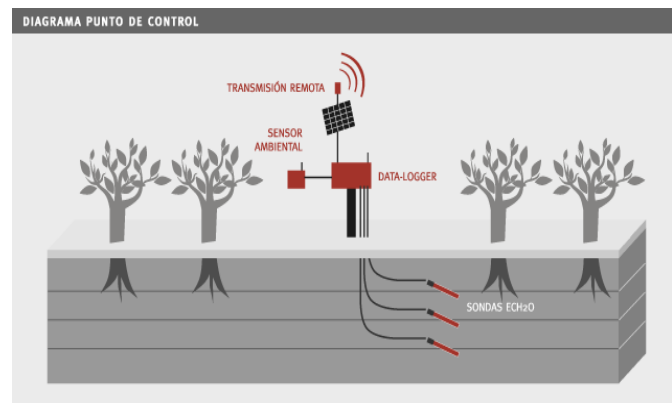 DIAGRAMA PUNTO DE CONTROL
TRANSMISIÓN REMOTA
SENSOR
AMBIENTAL
DATA-LOGGER
SONDAS ECH2O